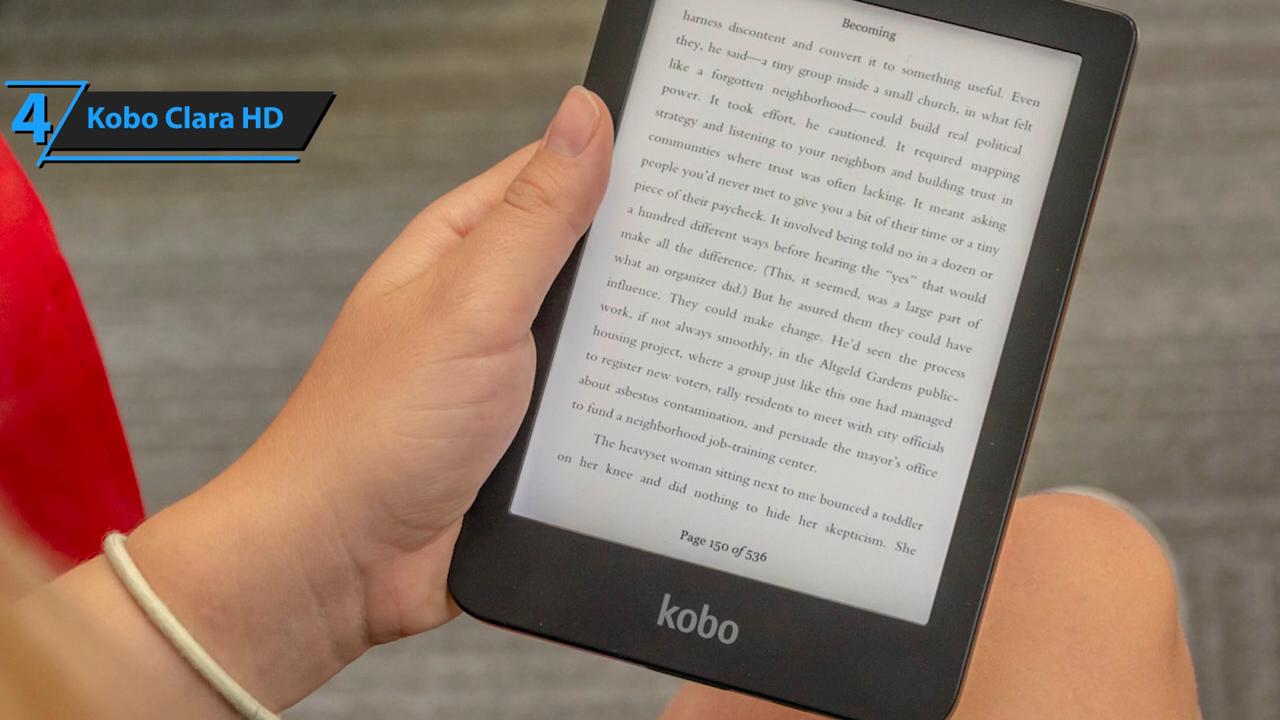 4
Kobo Clara HD
Becoming
harness discontent and convert it to something useful. Even
they, he said—a tiny group inside a small church, in what felt
like a forgotten neighborhood— could build real political
power. It took effort, he cautioned. It required mapping
strategy and listening to your neighbors and building trust in
communities where trust was often lacking. It meant asking
people you'd never met to give you a bit of their time or a tiny
piece of their paycheck. It involved being told no in a dozen or
a hundred different ways before hearing the “yes” that would
make all the difference. (This, it seemed, was a large part of
what an organizer did.) But he assured them they could have
influence. They could make change. He'd seen the process
work, if not always smoothly, in the Altgeld Gardens public-
housing project, where a group just like this one had managed
to register new voters, rally residents to meet with city officials
about asbestos contamination, and persuade the mayor's office
to fund a neighborhood job-training center.
The heavyset woman sitting next to me bounced a toddler
on her knee and did nothing to hide her skepticism. She
Page 150 of 536
kobo